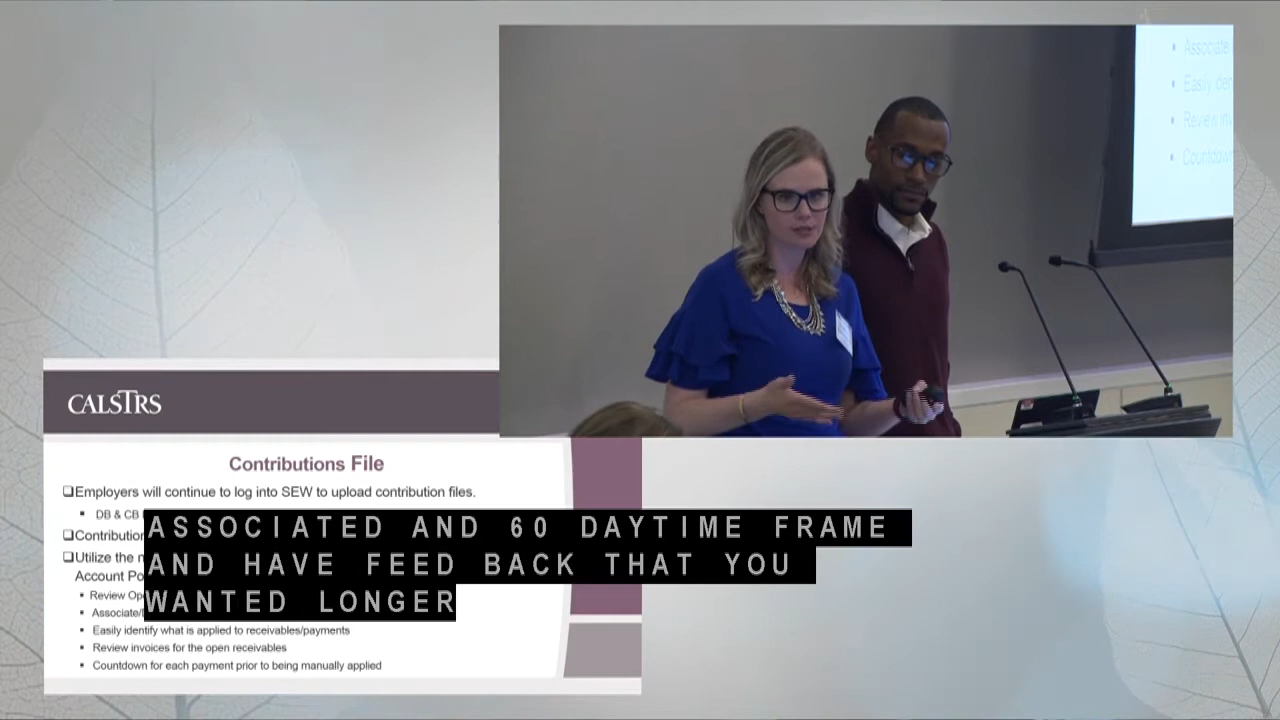 Associate
Easily iden
Review inv
Countdown
CALSTRS
Contributions File
❑Employers will continue to log into SEW to upload contribution files.
▪ DB & CB
❑Contribution
❑Utilize the
Account Po
▪ Review Op
▪ Associate/
▪ Easily identify what is applied to receivables/payments
▪ Review invoices for the open receivables
▪ Countdown for each payment prior to being manually applied
ASSOCIATED AND 60 DAYTIME FRAME
AND HAVE FEED BACK THAT YOU
WANTED LONGER